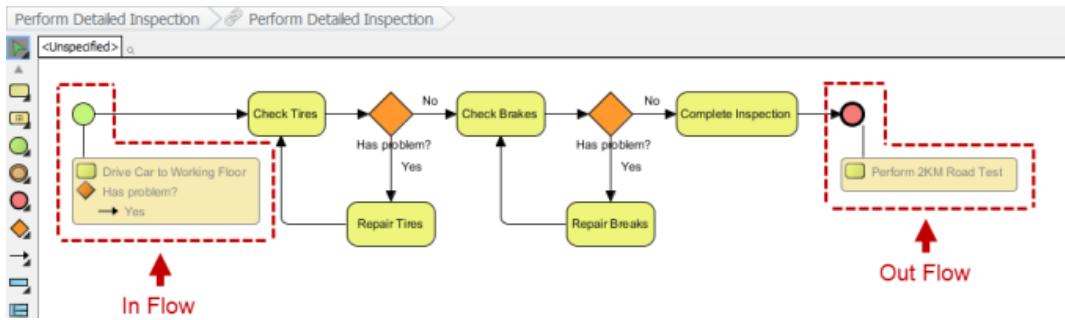 Perform Detailed Inspection
Perform Detailed Inspection
<Unspecified>
Check Tires
No
Check Brakes
No
Complete Inspection
Has problem?
Has problem?
Yes
Yes
Drive Car to Working Floor
Has problem?
Yes
Perform 2KM Road Test
Repair Tires
Repair Breaks
In Flow
Out Flow